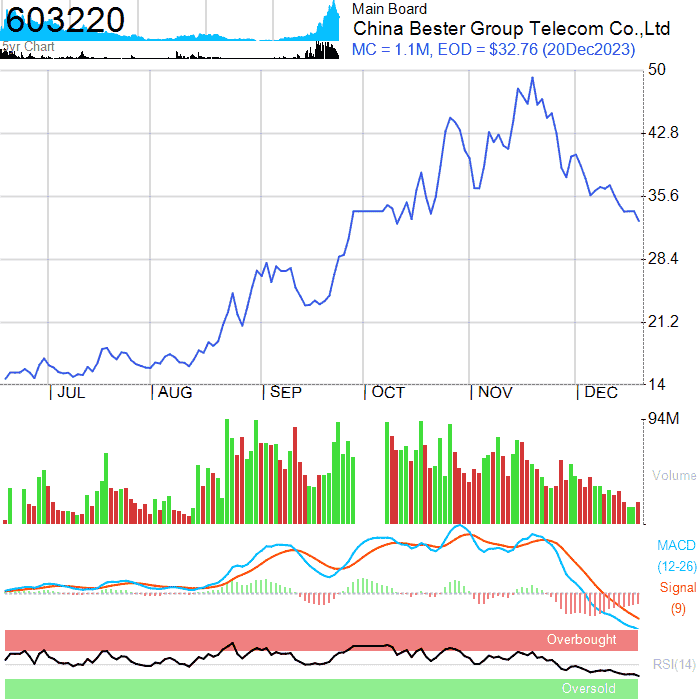 603220
5yr Chart
Main Board
China Bester Group Telecom Co.,Ltd
MC = 1.1M, EOD = $32.76 (20Dec2023)
50
42.8
35.6
28.4
21.2
14
JUL
AUG
SEP
OCT
NOV
DEC
94M
Volume
MACD
(12-26)
Signal
(9)
Overbought
RSI(14)
Oversold